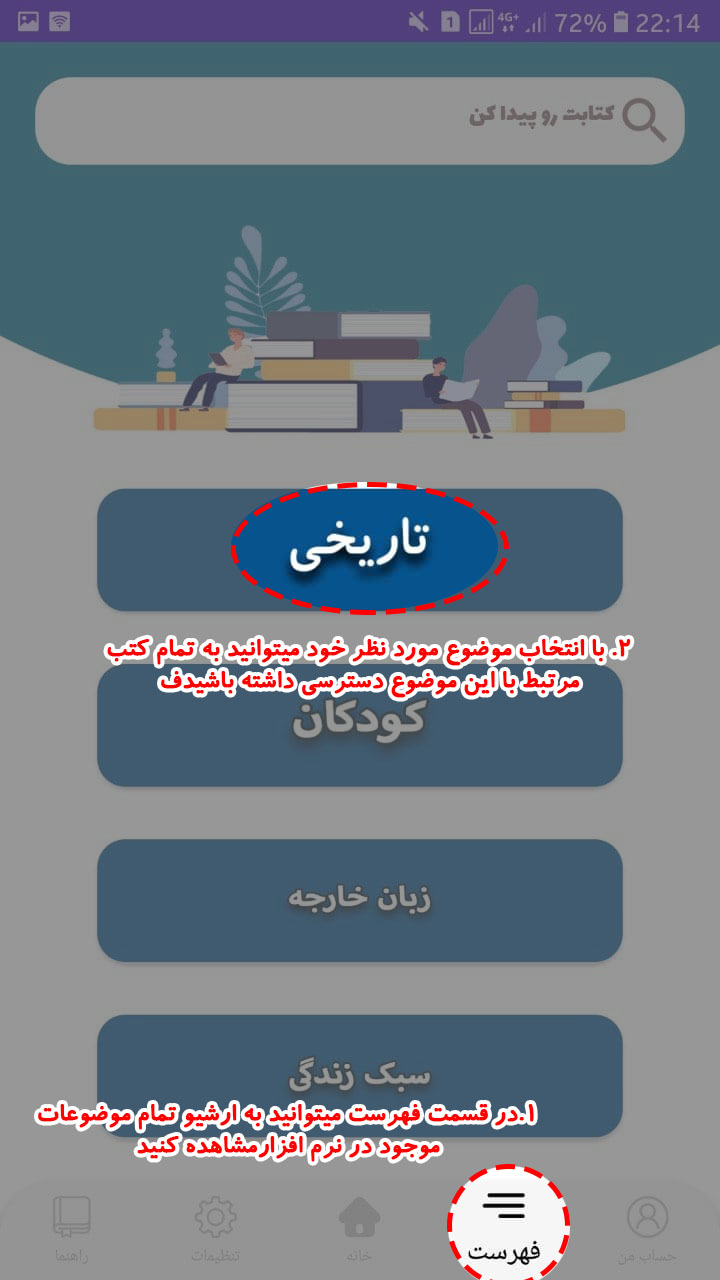 72% 22:14
4G+
1
کتابت رو پیدا کن
تاریخی
۲. با انتخاب موضوع مورد نظر خود میتوانید به تمام کتب
مرتبط با این موضوع دسترسی داشته باشیدف
کودکان
زبان خارجه
سبک زندگی
۱.در قسمت فهرست میتوانید به ارشیو تمام موضوعات
موجود در نرم افزارمشاهده کنید
حساب من
فهرست
خانه
تنظیمات
راهنما